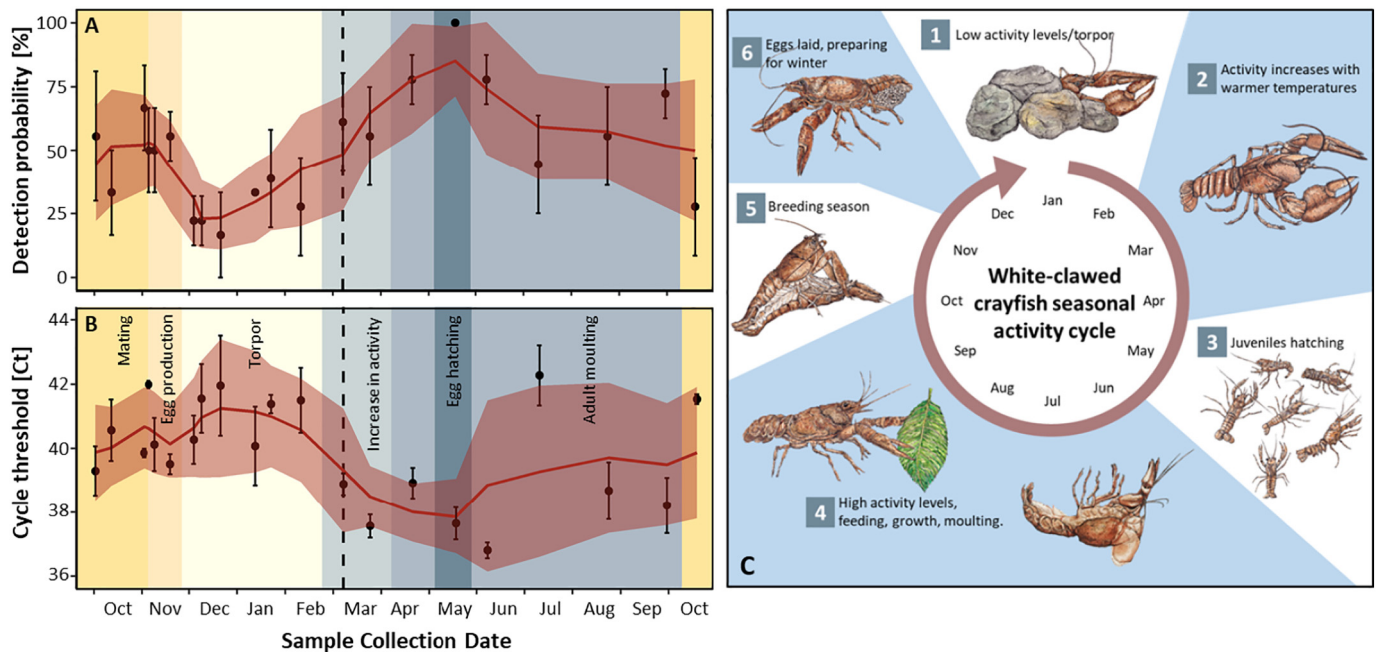 A
Detection probability [%]
100
75
50
25
0
B
Cycle threshold [Ct]
44
42
40
38
36
Mating
Egg production
Torpor
Increase in activity
Egg hatching
Adult moulting
Oct
Nov
Dec
Jan
Feb
Mar
Apr
May
Jun
Jul
Aug
Sep
Oct
Sample Collection Date
1
Low activity levels/torpor
2
Activity increases with
warmer temperatures
3
Juveniles hatching
4
High activity levels,
feeding, growth, moulting.
5
Breeding season
6
Eggs laid, preparing
for winter
Jan
Feb
Mar
Apr
May
Jun
Jul
Aug
Sep
Oct
Nov
Dec
White-clawed
crayfish seasonal
activity cycle
C